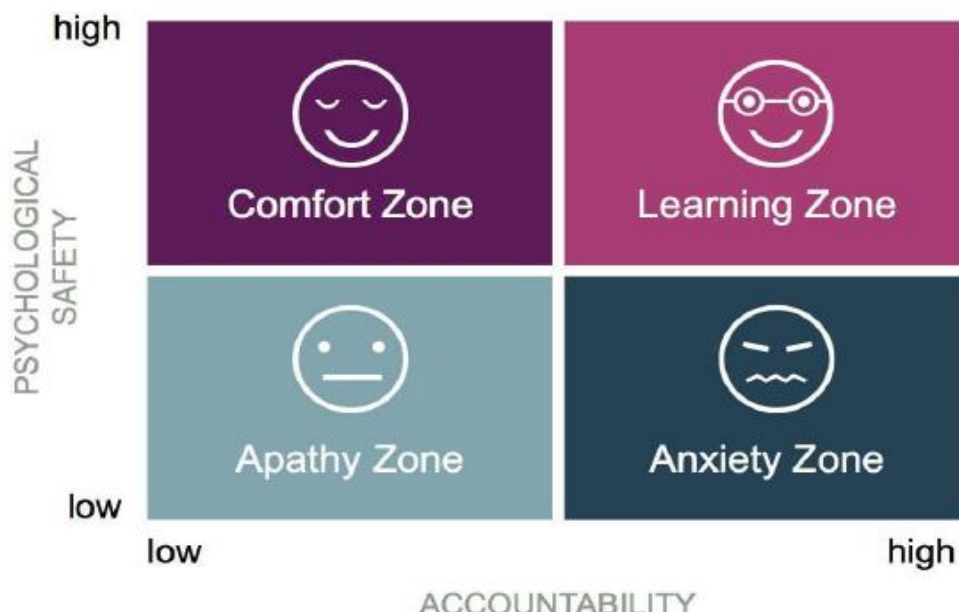 high
Comfort Zone
Learning Zone
PSYCHOLOGICAL
SAFETY
Apathy Zone
Anxiety Zone
low
low
high
ACCOUNTABILITY